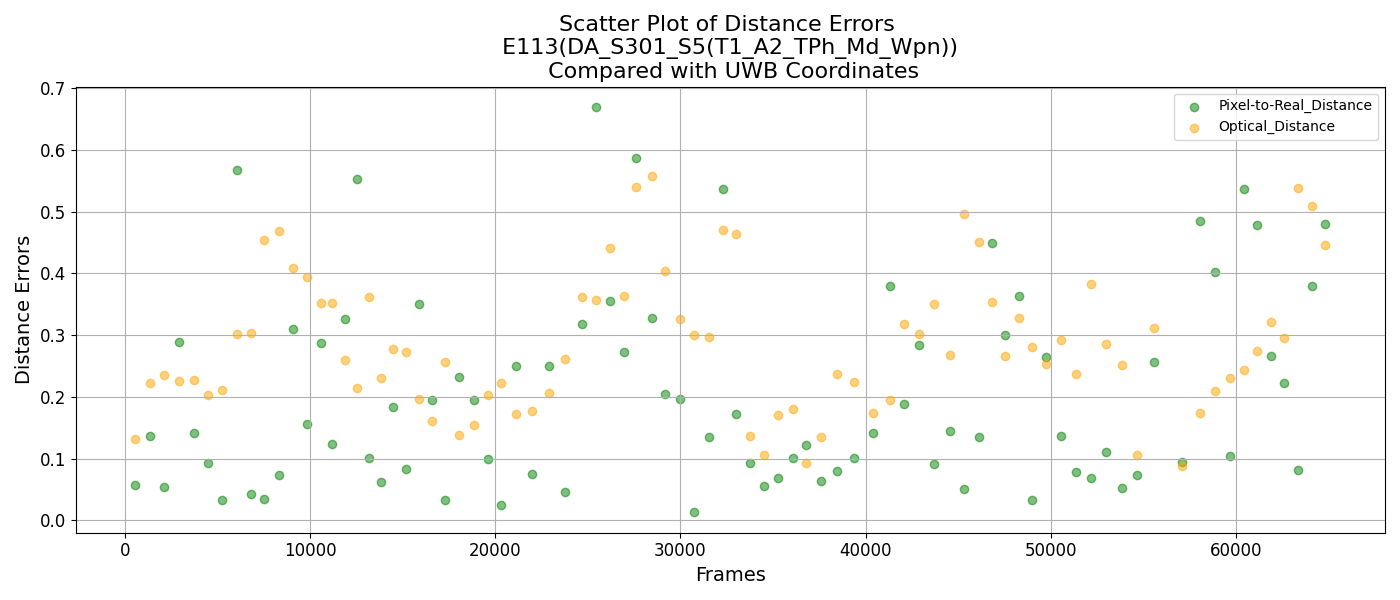 Scatter Plot of Distance Errors
E113(DA_S301_S5(T1_A2_TPh_Md_Wpn))
Compared with UWB Coordinates
Distance Errors
0.7
0.6
0.5
0.4
0.3
0.2
0.1
0.0
Pixel-to-Real_Distance
Optical_Distance
0 10000 20000 30000 40000 50000 60000
Frames